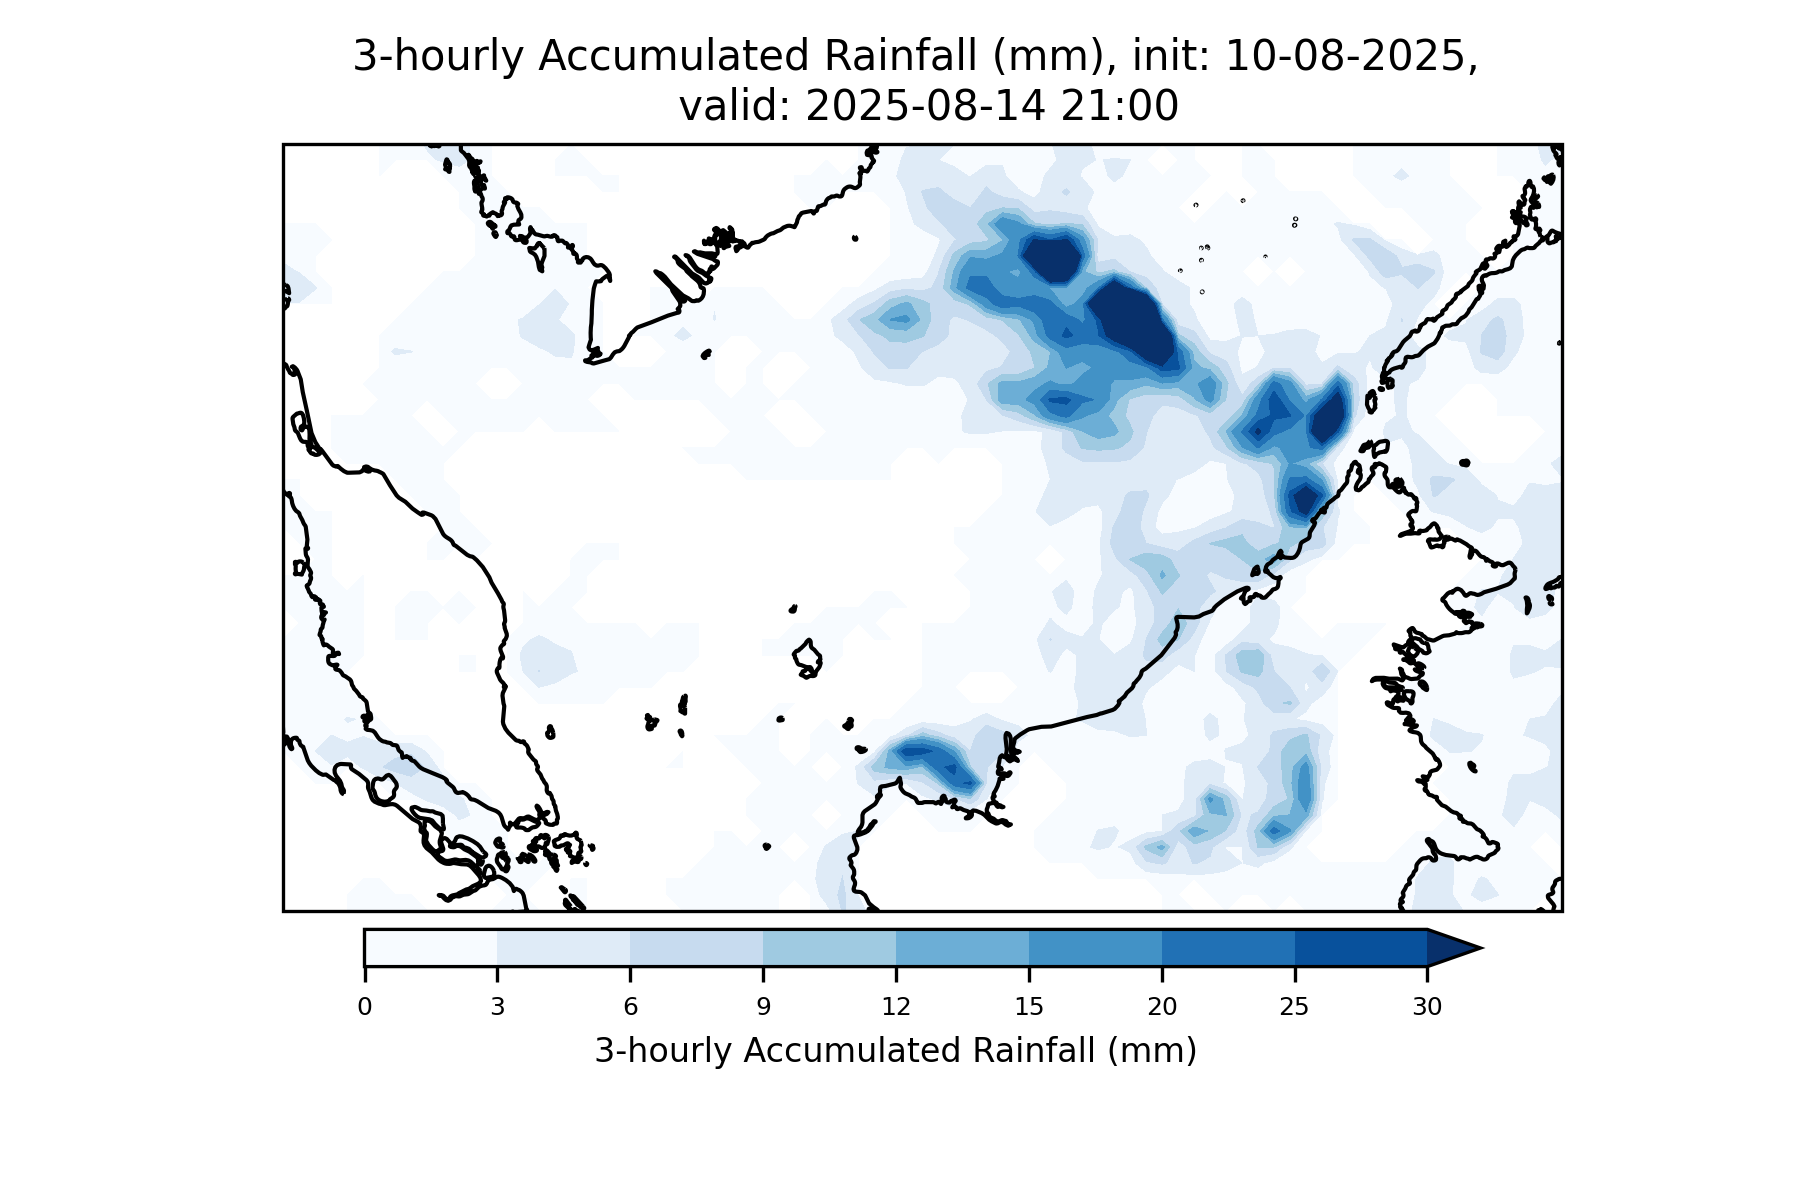 3-hourly Accumulated Rainfall (mm), init: 10-08-2025,
valid: 2025-08-14 21:00
0 3 6 9 12 15 20 25 30
3-hourly Accumulated Rainfall (mm)